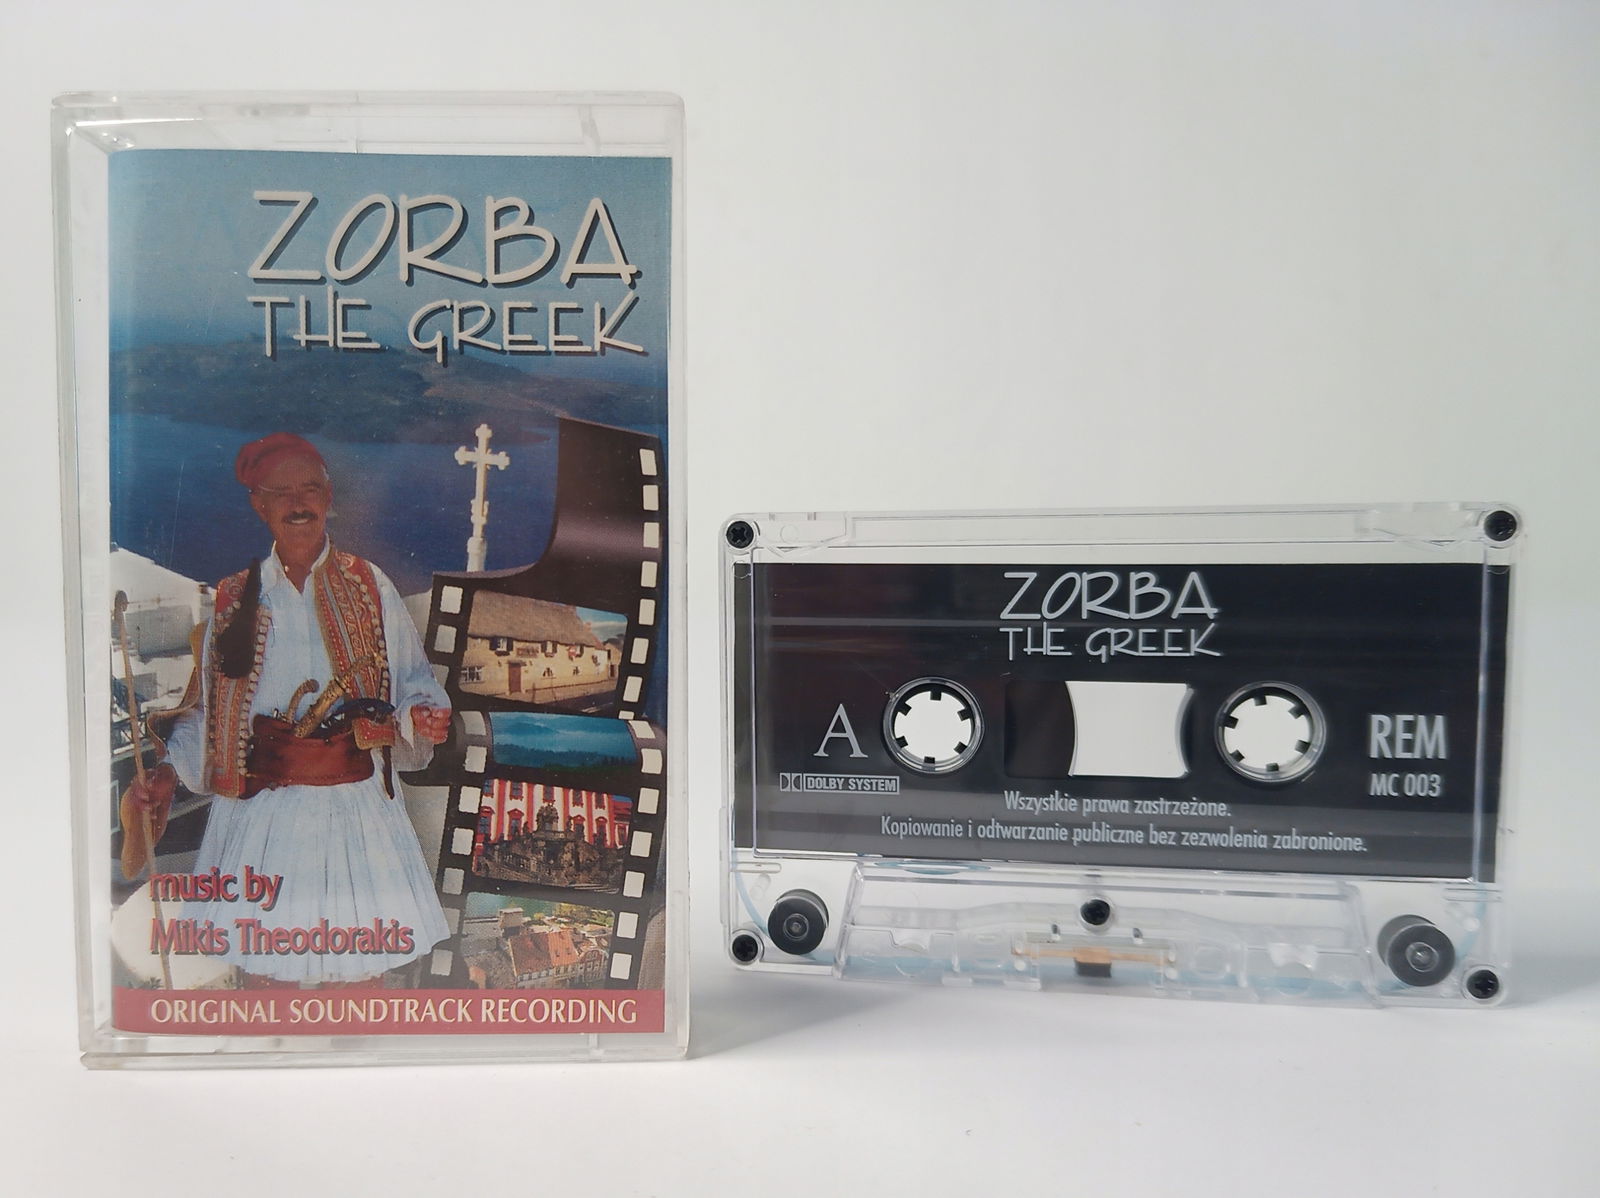 ZORBA
THE GREEK
music by
Mikis Theodorakis
ORIGINAL SOUNDTRACK RECORDING
ZORBA
THE GREEK
A
REM
MC 003
DOLBY SYSTEM
Wszystkie prawa zastrzeżone.
Kopiowanie i odtwarzanie publiczne bez zezwolenia zabronione.